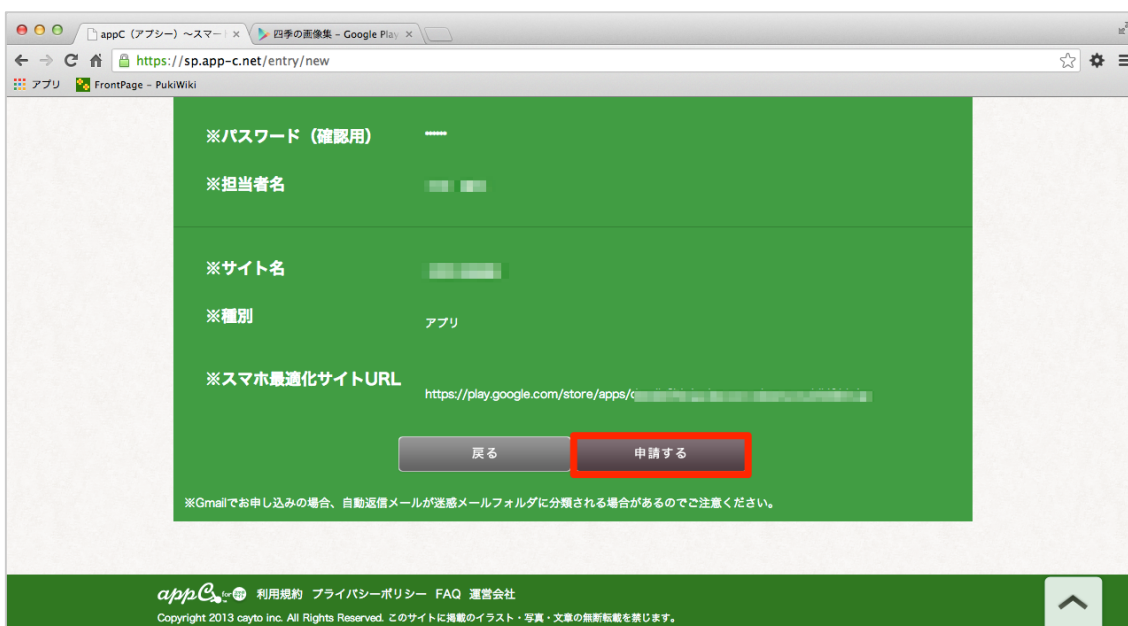 appC（アプシー）〜スマー
四季の画像集 - Google Play
https://sp.app-c.net/entry/new
アプリ FrontPage - PukiWiki
※パスワード（確認用） ••••••
※担当者名
※サイト名
※種別 アプリ
※スマホ最適化サイトURL
https://play.google.com/store/apps/
戻る 申請する
※Gmailでお申し込みの場合、自動返信メールが迷惑メールフォルダに分類される場合があるのでご注意ください。
appC for 利用規約 プライバシーポリシー FAQ 運営会社
Copyright 2013 cayto inc. All Rights Reserved. このサイトに掲載のイラスト・写真・文章の無断転載を禁じます。